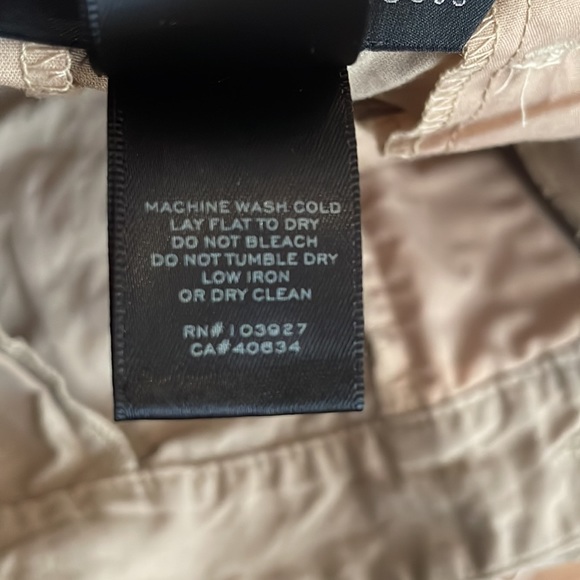 MACHINE WASH COLD
LAY FLAT TO DRY
DO NOT BLEACH
DO NOT TUMBLE DRY
LOW IRON
OR DRY CLEAN
RN#103927
CA#40634